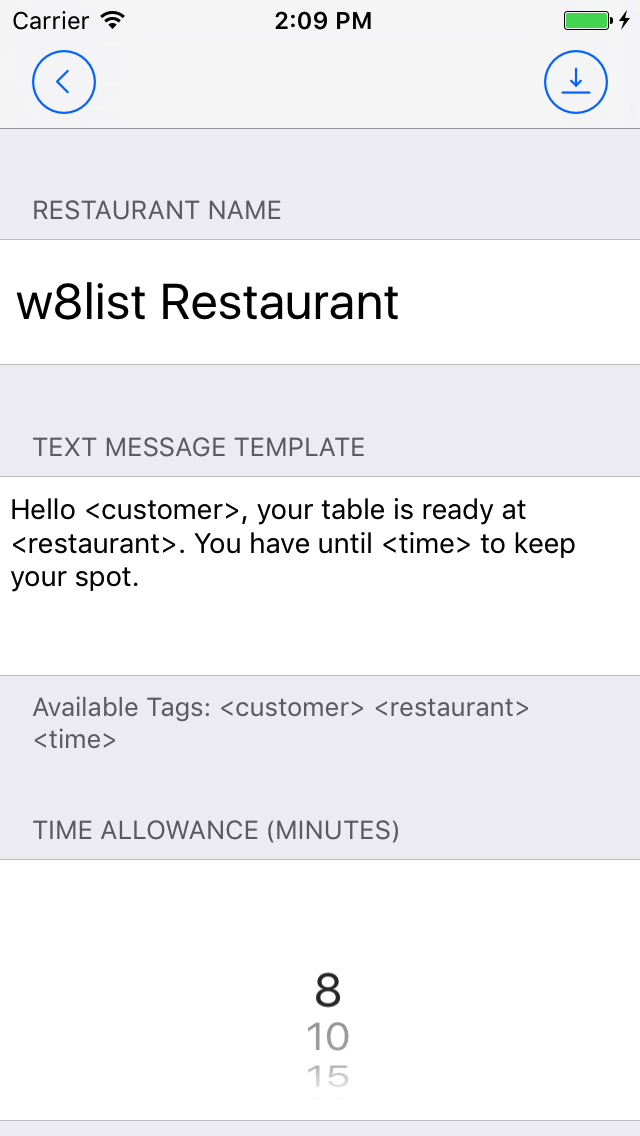 Carrier 2:09 PM
RESTAURANT NAME
w8list Restaurant
TEXT MESSAGE TEMPLATE
Hello <customer>, your table is ready at
<restaurant>. You have until <time> to keep
your spot.
Available Tags: <customer> <restaurant>
<time>
TIME ALLOWANCE (MINUTES)
8
10
15